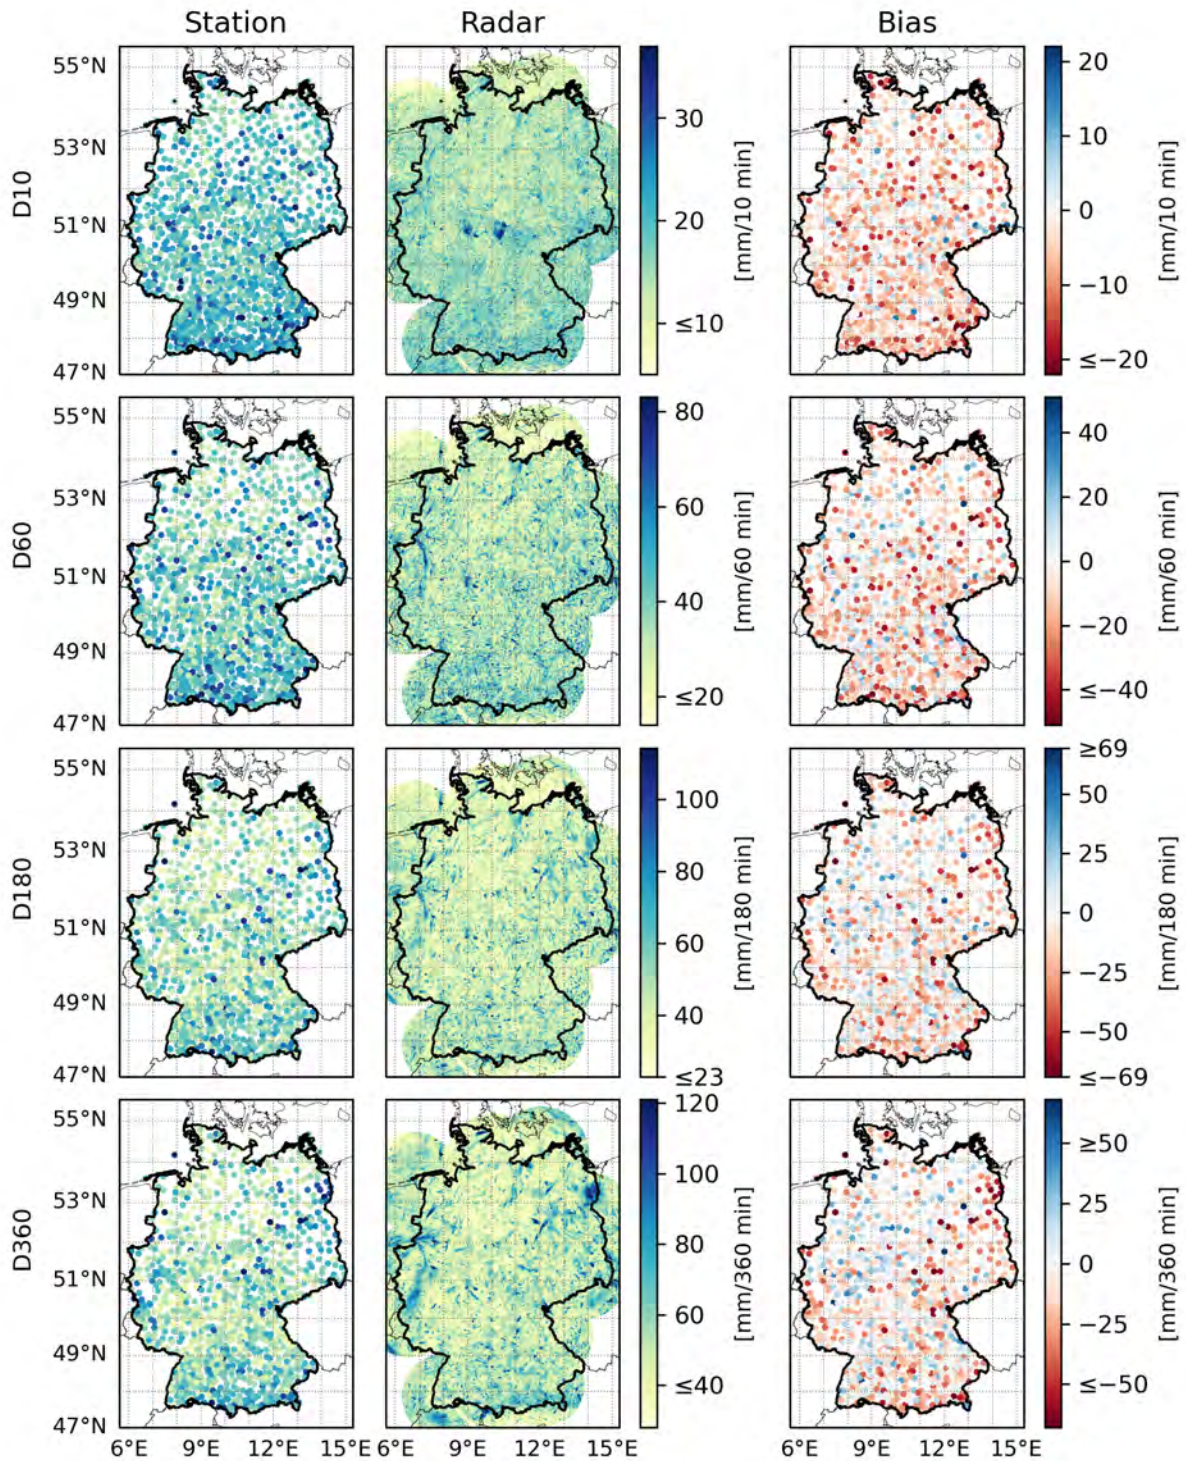 Station Radar Bias
D10
55°N
53°N
51°N
49°N
47°N
30
20
≤10
[mm/10 min]
20
10
0
−10
≤−20
[mm/10 min]
D60
55°N
53°N
51°N
49°N
47°N
80
60
40
≤20
[mm/60 min]
40
20
0
−20
≤−40
[mm/60 min]
D180
55°N
53°N
51°N
49°N
47°N
100
80
60
40
≤23
[mm/180 min]
≥69
50
25
0
−25
−50
≤−69
[mm/180 min]
D360
55°N
53°N
51°N
49°N
47°N
120
100
80
60
≤40
[mm/360 min]
≥50
25
0
−25
≤−50
[mm/360 min]
6°E 9°E 12°E 15°E 6°E 9°E 12°E 15°E 6°E 9°E 12°E 15°E